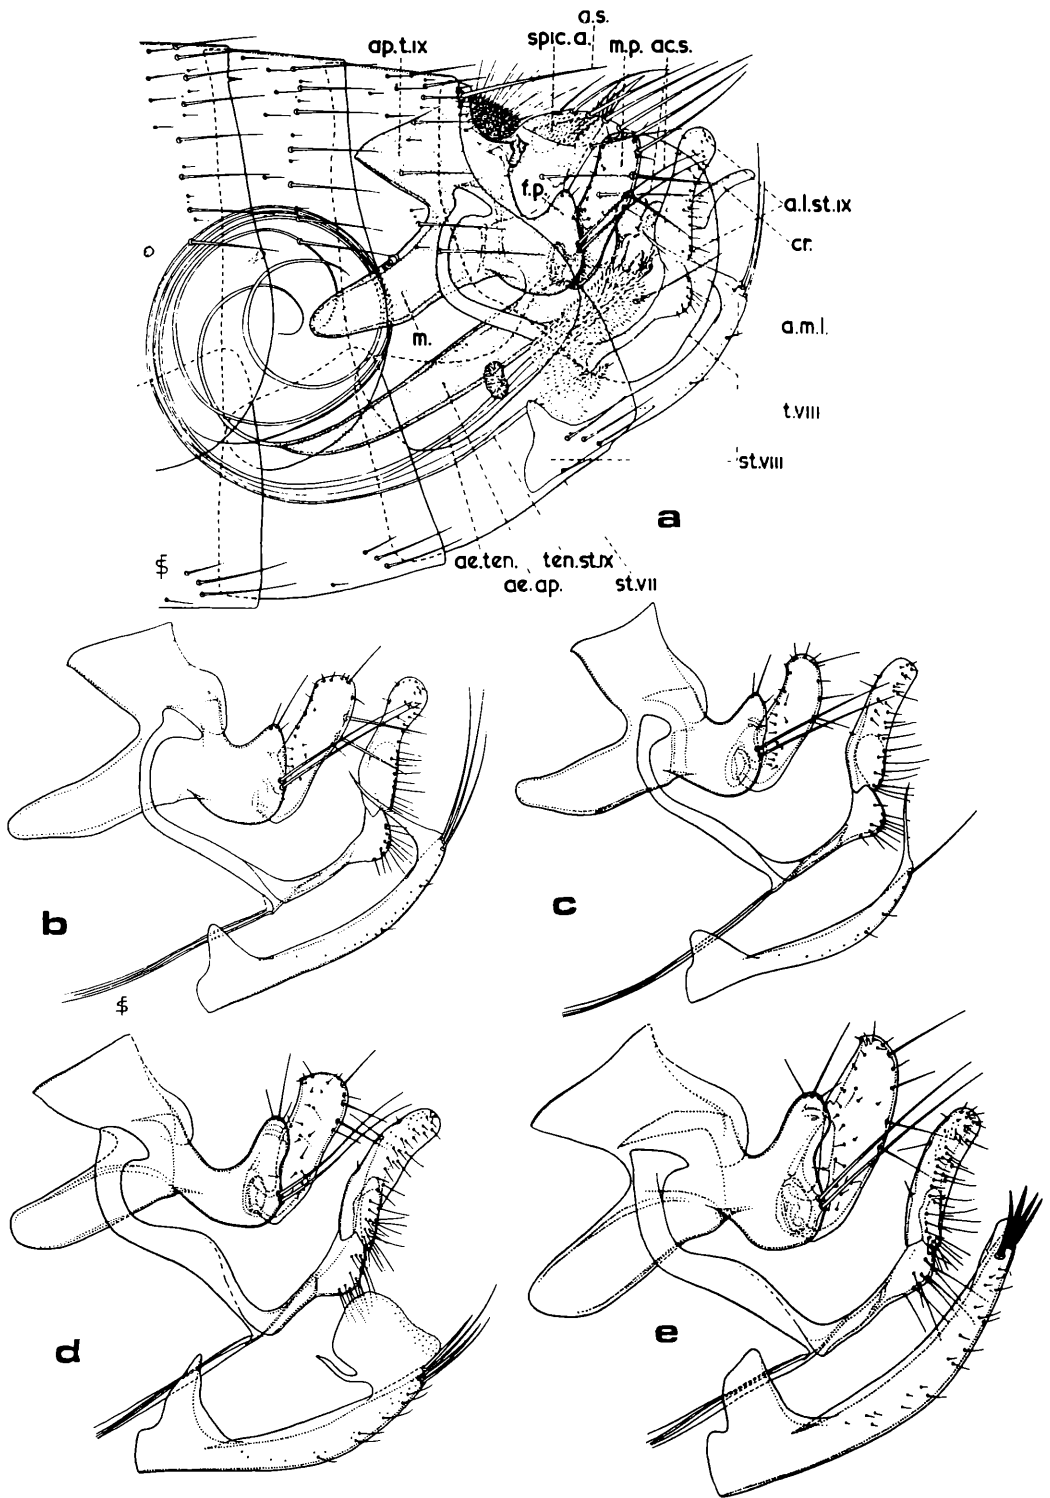 a.s.
ap.t.IX spic.a. m.p. ac.s.
f.p.
a.l.st.IX
cr.
m.
a.m.l.
t.VIII
st.VIII
a
ae.ten. ten.st.IX
ae.ap. st.VII
b
c
d
e